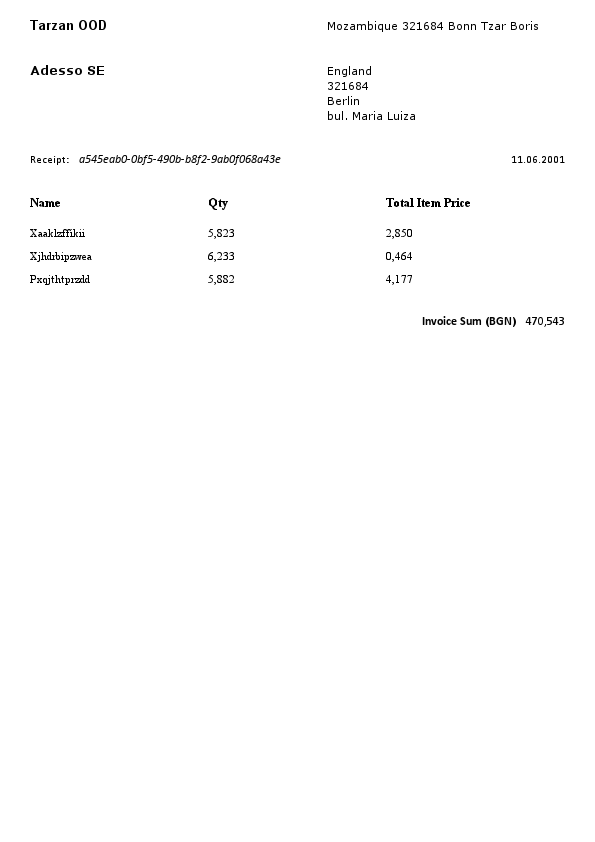 Tarzan OOD Mozambique 321684 Bonn Tzar Boris
Adesso SE England
321684
Berlin
bul. Maria Luiza
Receipt: a545eab0-0bf5-490b-b8f2-9ab0f068a43e 11.06.2001
Name Qty Total Item Price
Xaaklzffikii 5,823 2,850
Xjhdrbipzwea 6,233 0,464
Pxqjthtprzdd 5,882 4,177
Invoice Sum (BGN) 470,543